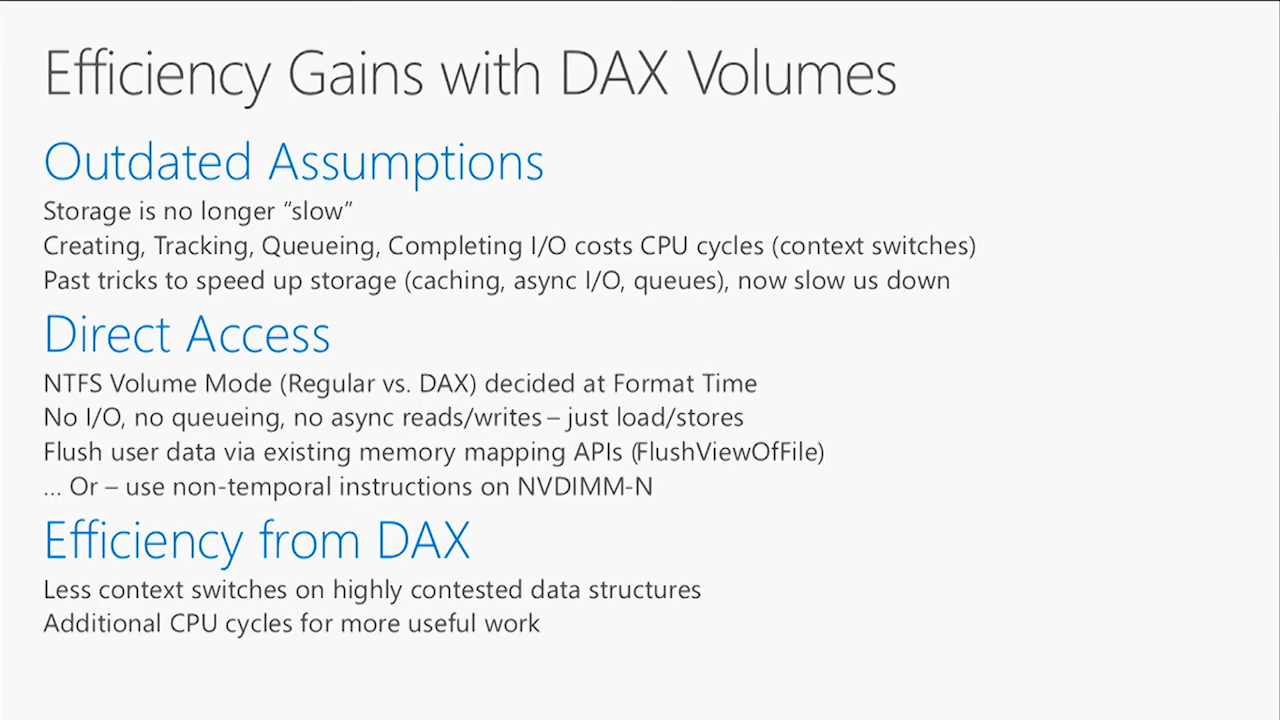 Efficiency Gains with DAX Volumes
Outdated Assumptions
Storage is no longer “slow”
Creating, Tracking, Queueing, Completing I/O costs CPU cycles (context switches)
Past tricks to speed up storage (caching, async I/O, queues), now slow us down
Direct Access
NTFS Volume Mode (Regular vs. DAX) decided at Format Time
No I/O, no queueing, no async reads/writes – just load/stores
Flush user data via existing memory mapping APIs (FlushViewOfFile)
... Or – use non-temporal instructions on NVDIMM-N
Efficiency from DAX
Less context switches on highly contested data structures
Additional CPU cycles for more useful work